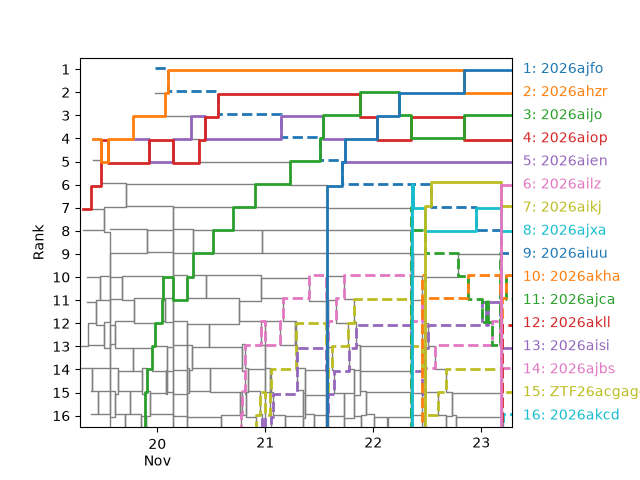 1
2
3
4
5
6
7
8
9
10
11
12
13
14
15
16
Rank
20
21
22
23
Nov
1: 2026ajfo
2: 2026ahzr
3: 2026aijo
4: 2026aiop
5: 2026aien
6: 2026ailz
7: 2026aikj
8: 2026ajxa
9: 2026aiuu
10: 2026akha
11: 2026ajca
12: 2026akll
13: 2026aisi
14: 2026ajbs
15: ZTF26acgag
16: 2026akcd